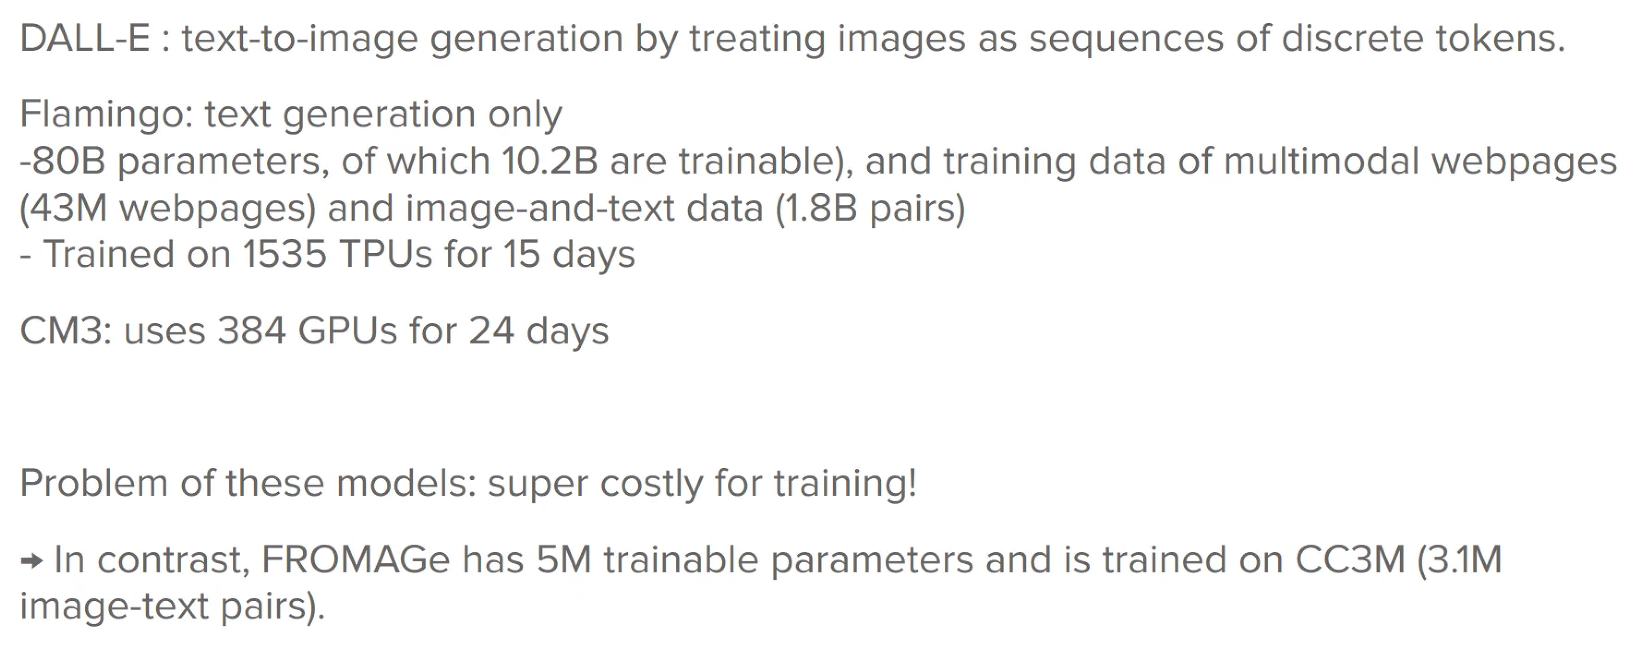 DALL-E : text-to-image generation by treating images as sequences of discrete tokens.
Flamingo: text generation only
-80B parameters, of which 10.2B are trainable), and training data of multimodal webpages
(43M webpages) and image-and-text data (1.8B pairs)
- Trained on 1535 TPUs for 15 days
CM3: uses 384 GPUs for 24 days
Problem of these models: super costly for training!
➜ In contrast, FROMAGe has 5M trainable parameters and is trained on CC3M (3.1M
image-text pairs).